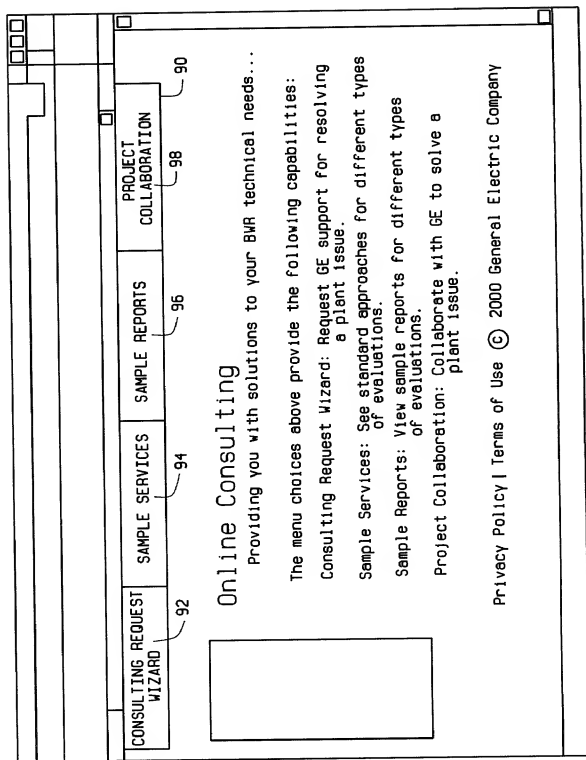 CONSULTING REQUEST
WIZARD
SAMPLE SERVICES
SAMPLE REPORTS
PROJECT
COLLABORATION
92
94
96
98
90
Online Consulting
Providing you with solutions to your BWR technical needs...
The menu choices above provide the following capabilities:
Consulting Request Wizard: Request GE support for resolving
a plant issue.
Sample Services: See standard approaches for different types
of evaluations.
Sample Reports: View sample reports for different types
of evaluations.
Project Collaboration: Collaborate with GE to solve a
plant issue.
Privacy Policy | Terms of Use © 2000 General Electric Company